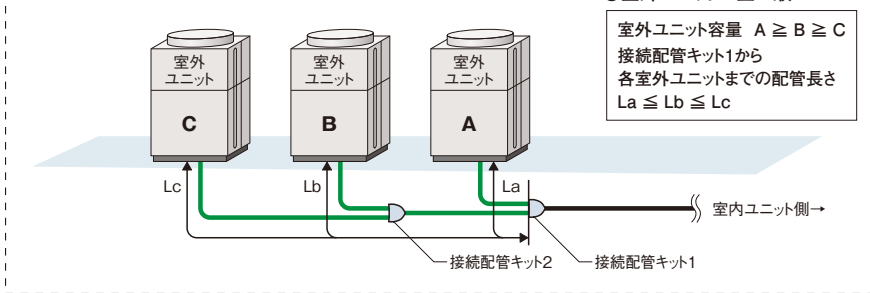 室外ユニット容量 A ≧ B ≧ C
接続配管キット1から
各室外ユニットまでの配管長さ
La ≦ Lb ≦ Lc
室外
ユニット
C
室外
ユニット
B
室外
ユニット
A
Lc
Lb
La
室内ユニット側→
接続配管キット2
接続配管キット1